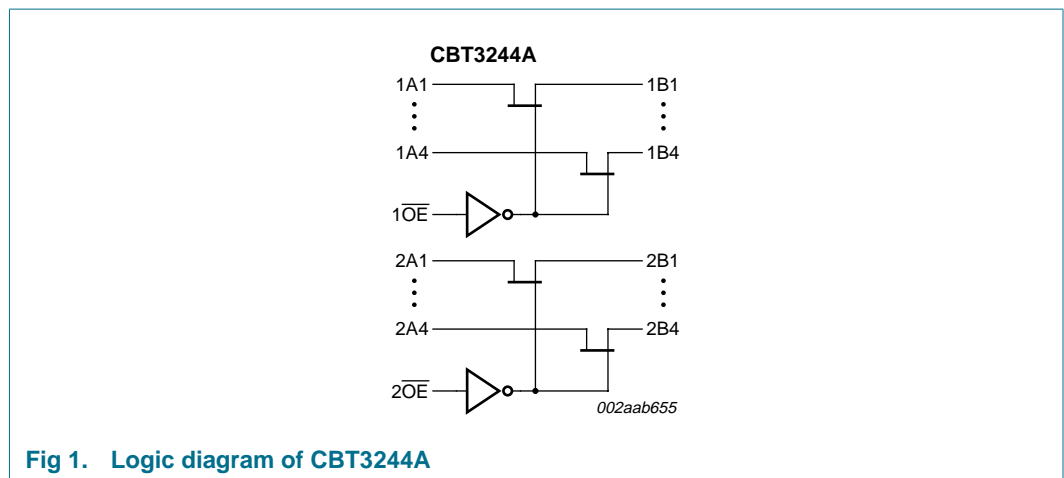 CBT3244A
1A1 1B1
1A4 1B4
1OE
2A1 2B1
2A4 2B4
2OE
002aab655
Fig 1. Logic diagram of CBT3244A